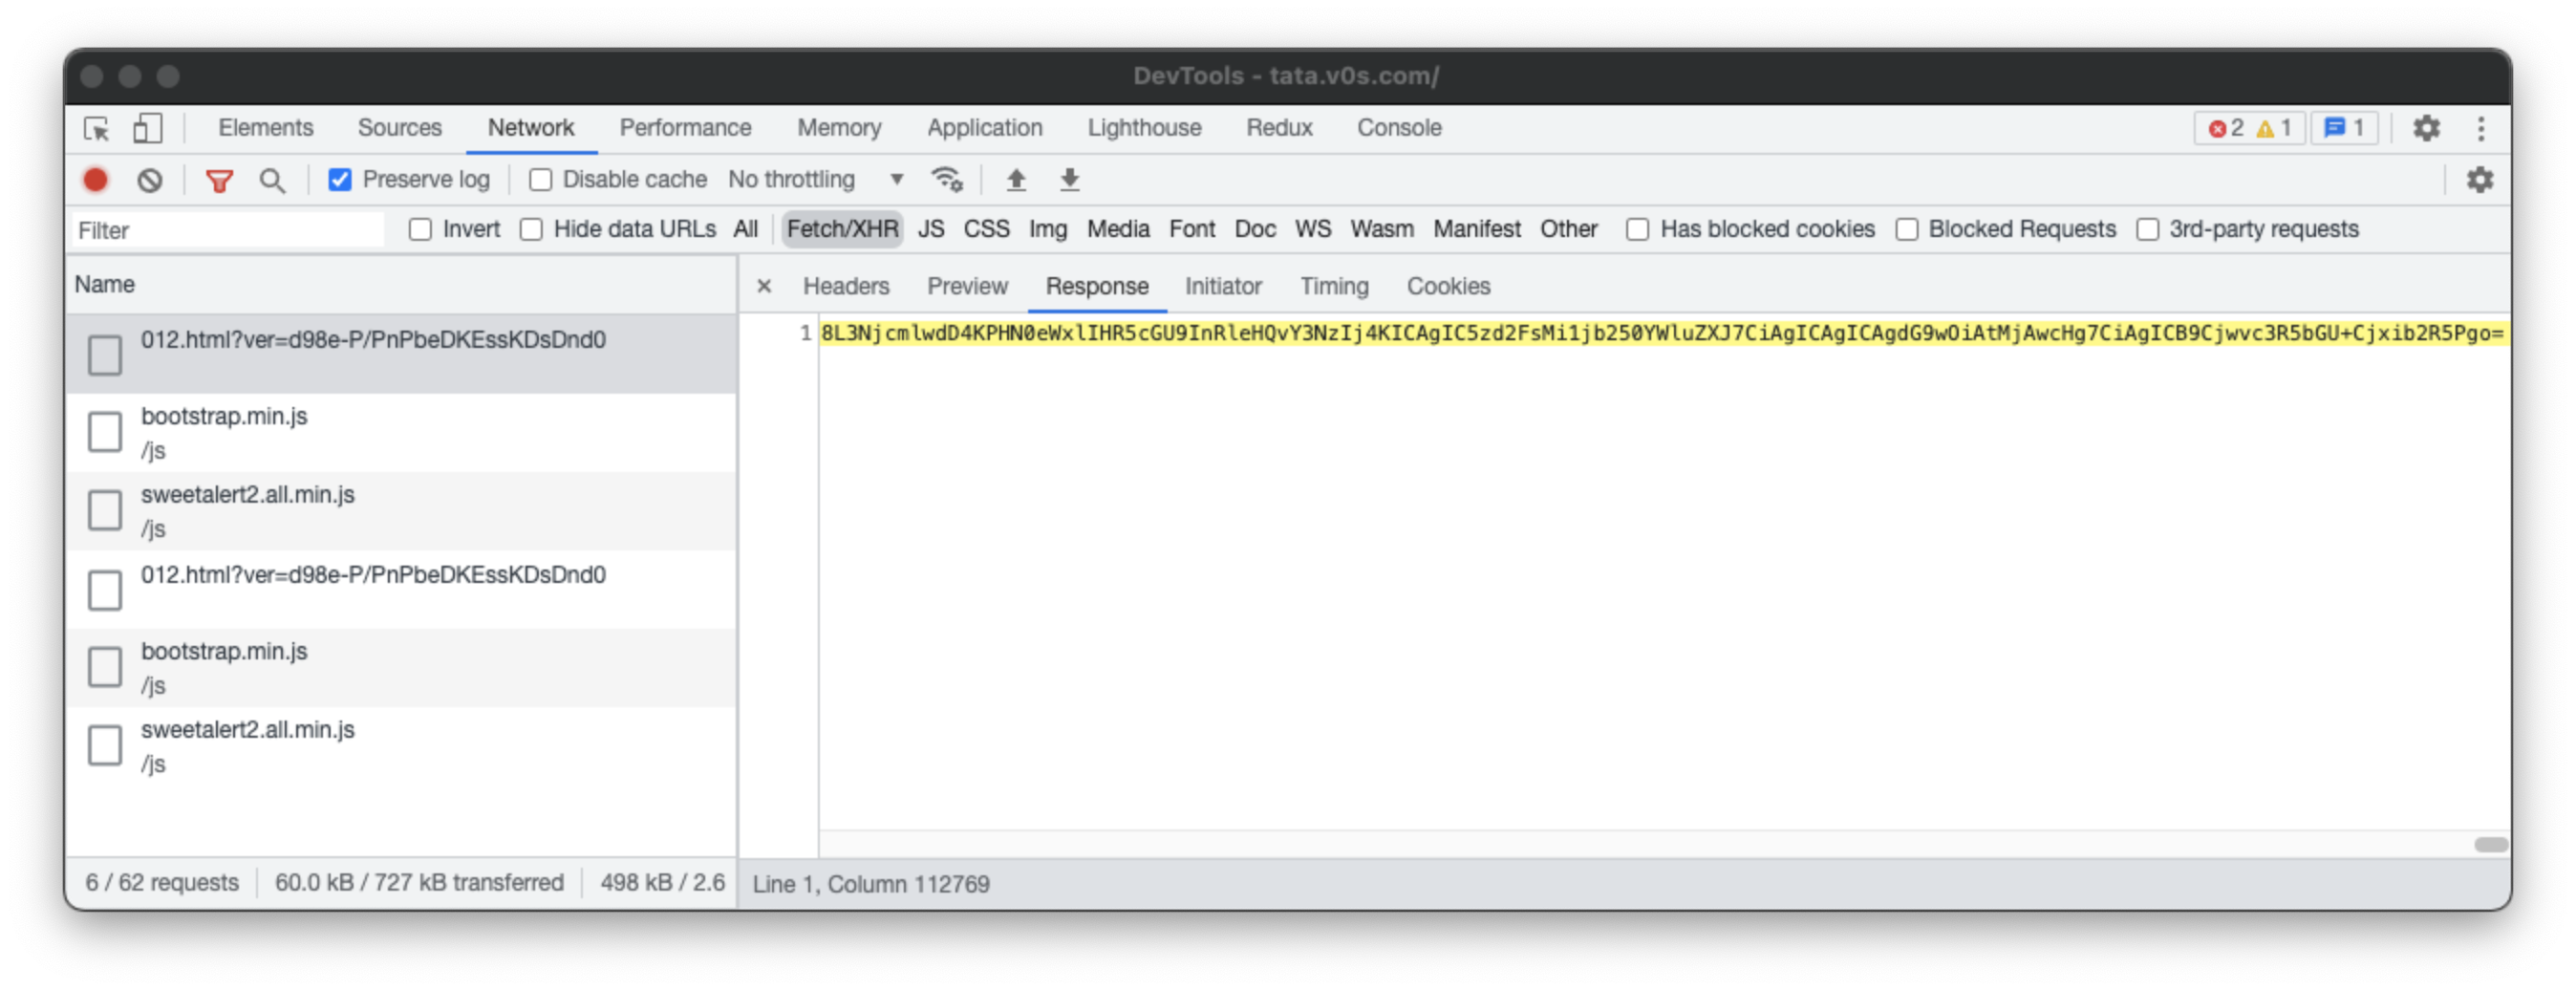 DevTools - tata.v0s.com/
Elements Sources Network Performance Memory Application Lighthouse Redux Console 2 1 1
Preserve log Disable cache No throttling
Filter Invert Hide data URLs All Fetch/XHR JS CSS Img Media Font Doc WS Wasm Manifest Other Has blocked cookies Blocked Requests 3rd-party requests
Name
012.html?ver=d98e-P/PnPbeDKEssKDsDnd0
bootstrap.min.js
/js
sweetalert2.all.min.js
/js
012.html?ver=d98e-P/PnPbeDKEssKDsDnd0
bootstrap.min.js
/js
sweetalert2.all.min.js
/js
6 / 62 requests 60.0 kB / 727 kB transferred 498 kB / 2.6
× Headers Preview Response Initiator Timing Cookies
1 8L3NjcmlwdD4KPHN0eWxlIHR5cGU9InRleHQvY3NzIj4KICAgIC5zd2FsMi1jb250YWluZXJ7CiAgICAgICAgdG9wOiAtMjAwcHg7CiAgICB9Cjwvc3R5bGU+Cjxib2R5Pgo=
Line 1, Column 112769